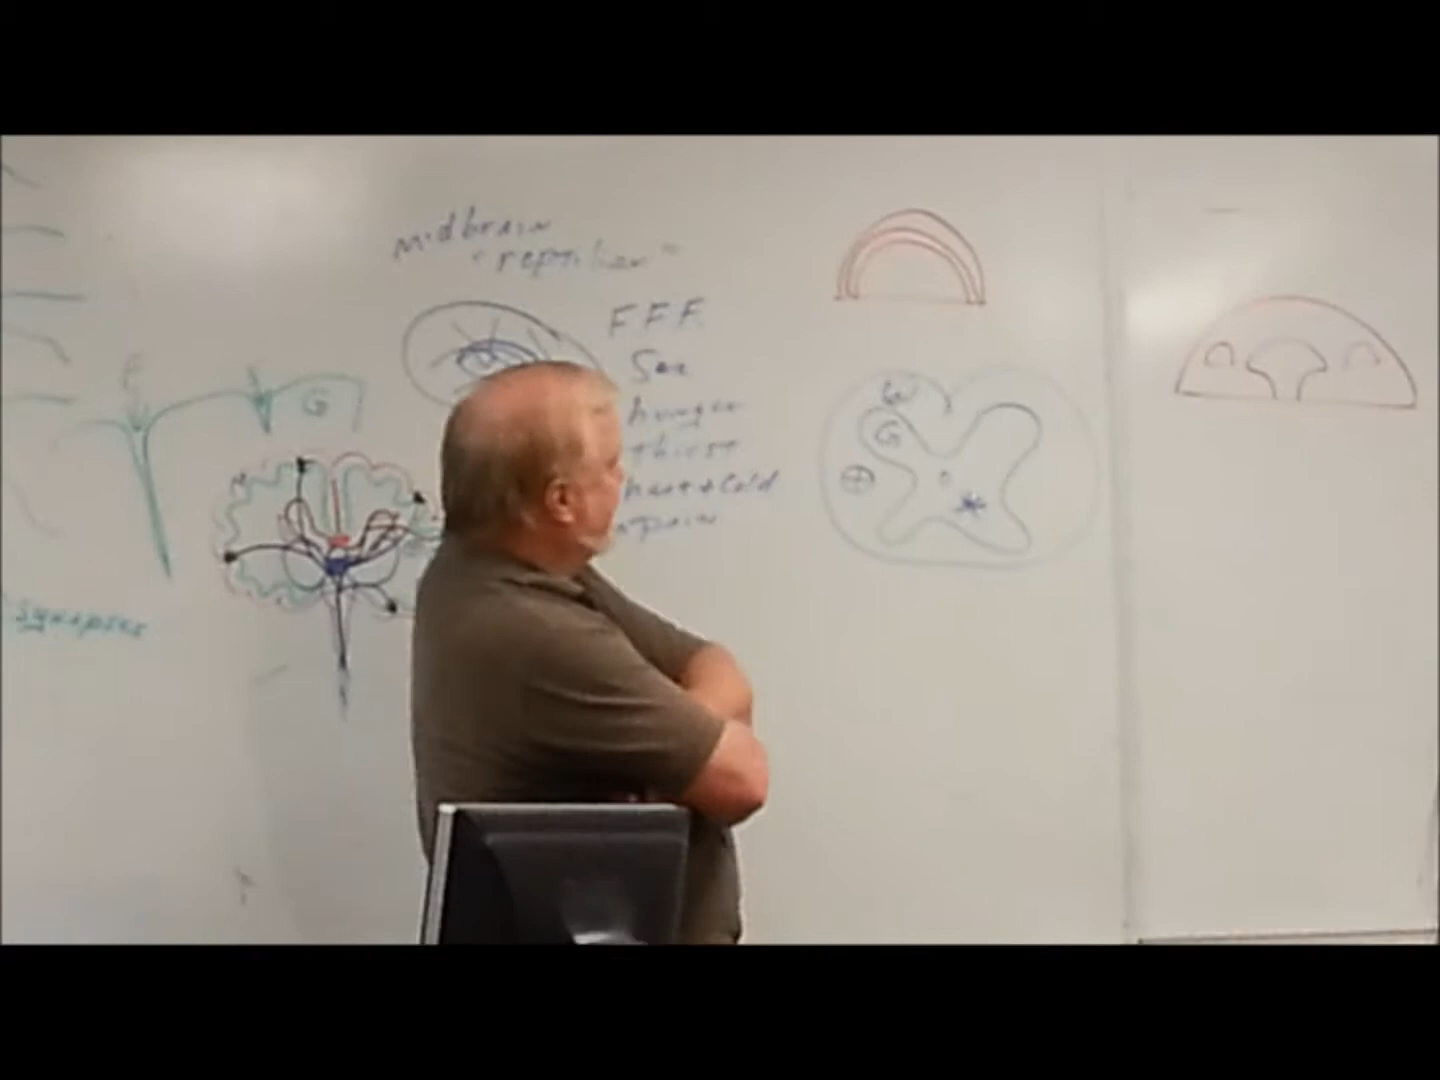 midbrain
"reptilian"
F F F
Sex
hunger
thirst
heat + cold
pain
G
W
G
synapses